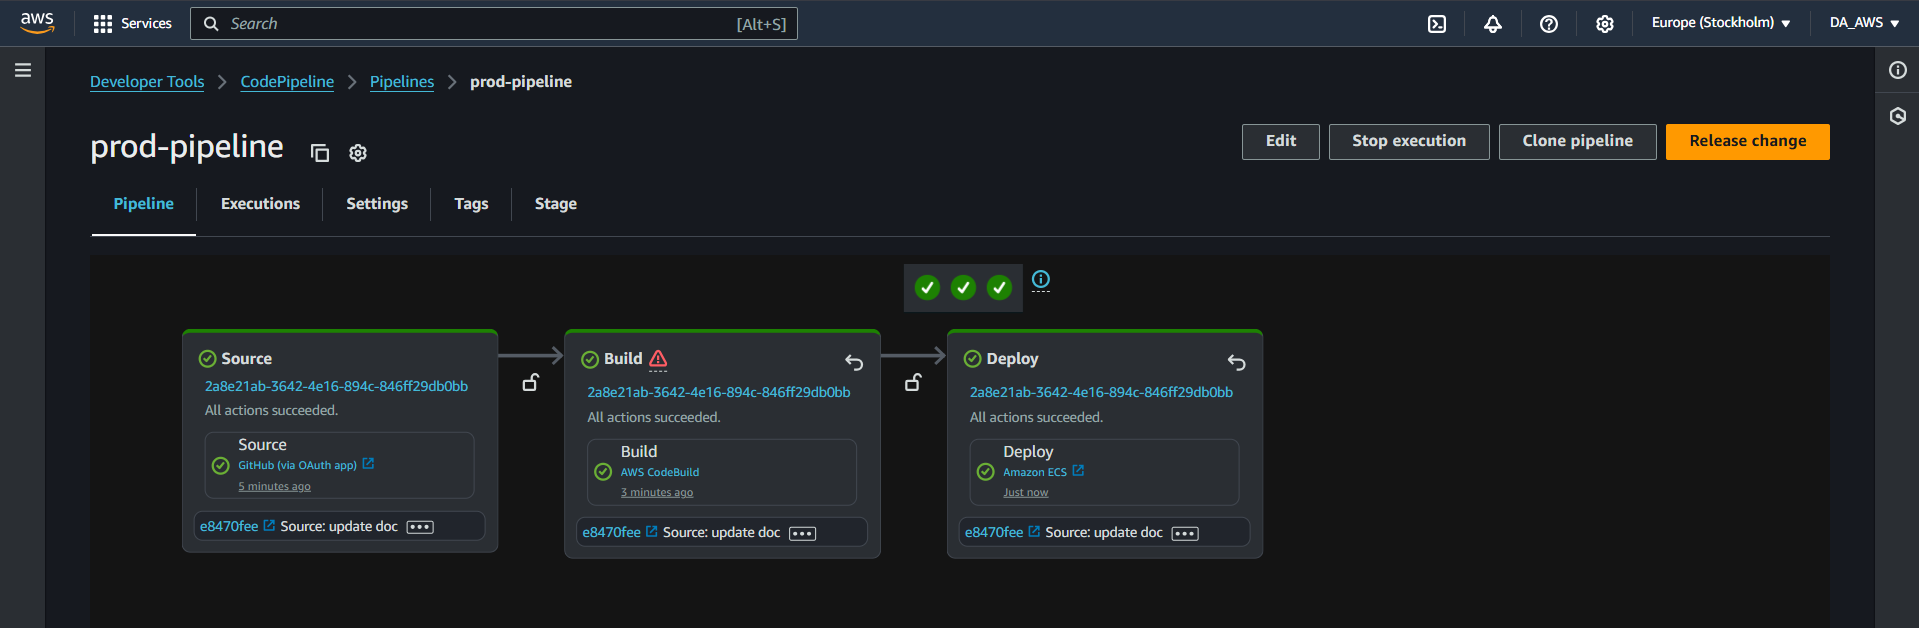 aws Services Search [Alt+S] Europe (Stockholm) DA_AWS
Developer Tools CodePipeline Pipelines prod-pipeline
prod-pipeline
Edit Stop execution Clone pipeline Release change
Pipeline Executions Settings Tags Stage
Source
2a8e21ab-3642-4e16-894c-846ff29db0bb
All actions succeeded.
Source
GitHub (via OAuth app)
5 minutes ago
e8470fee Source: update doc
Build
2a8e21ab-3642-4e16-894c-846ff29db0bb
All actions succeeded.
Build
AWS CodeBuild
3 minutes ago
e8470fee Source: update doc
Deploy
2a8e21ab-3642-4e16-894c-846ff29db0bb
All actions succeeded.
Deploy
Amazon ECS
Just now
e8470fee Source: update doc